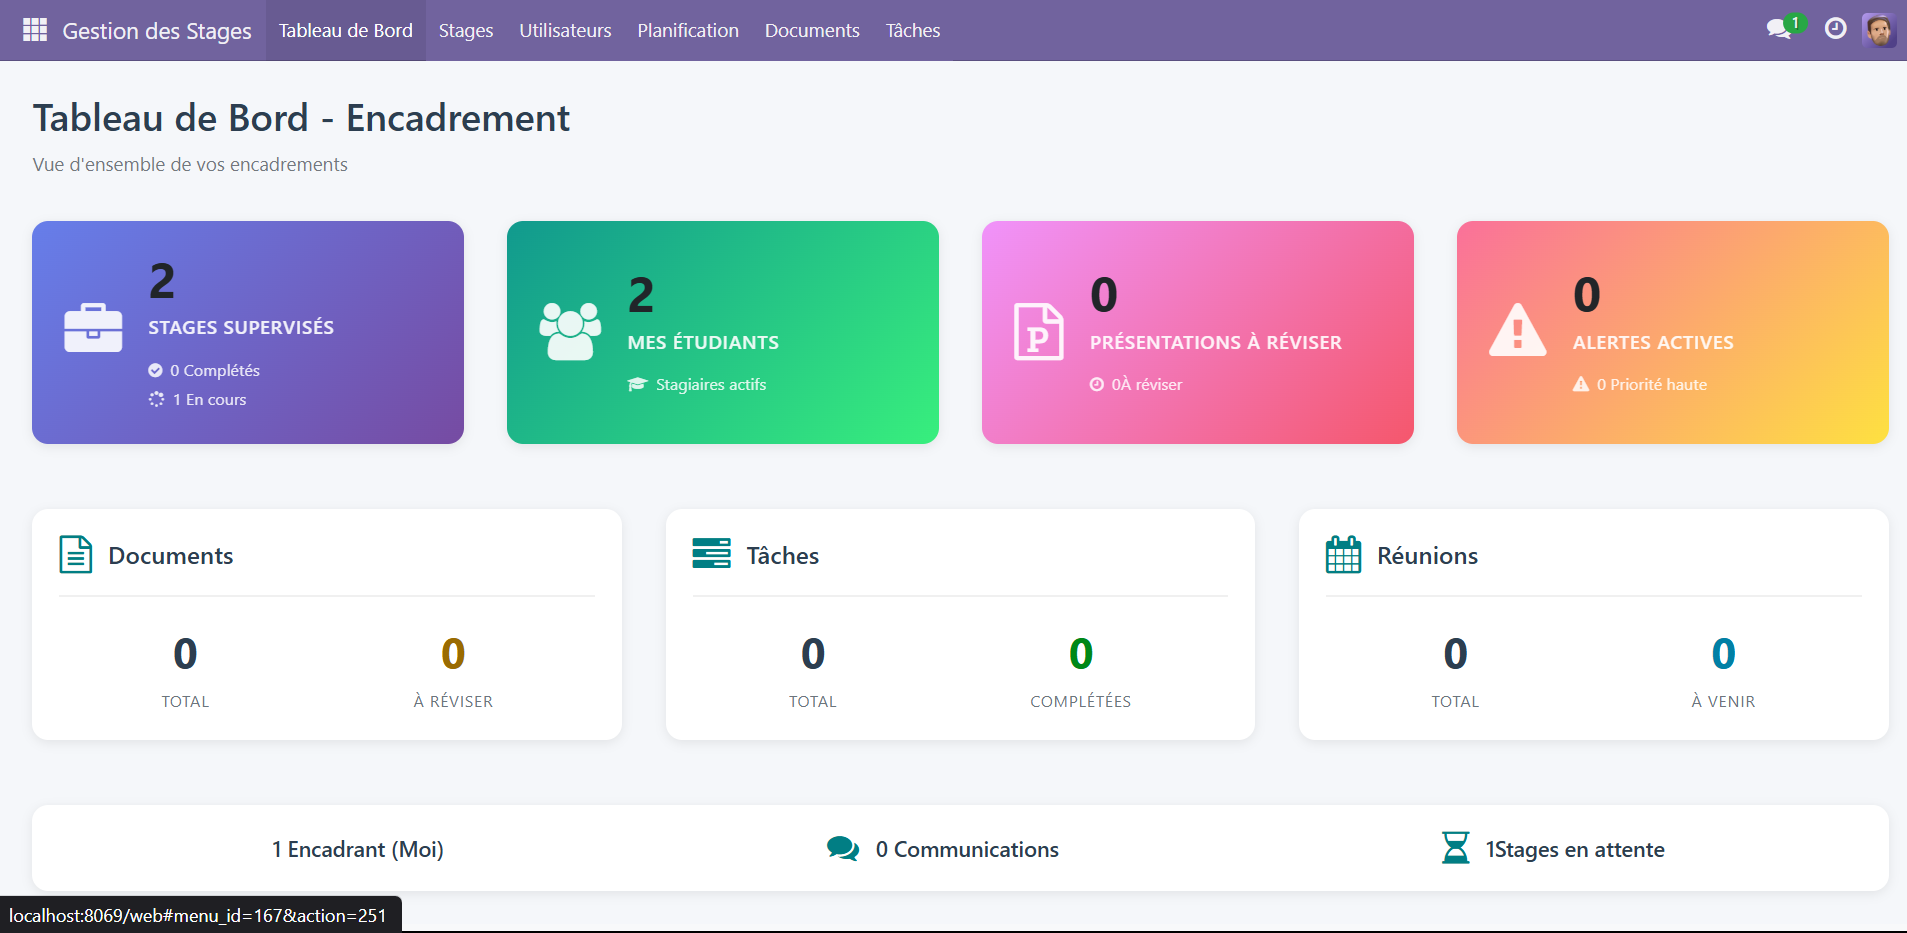 Gestion des Stages Tableau de Bord Stages Utilisateurs Planification Documents Tâches 1
Tableau de Bord - Encadrement
Vue d'ensemble de vos encadrements
2
STAGES SUPERVISÉS
0 Complétés
1 En cours
2
MES ÉTUDIANTS
Stagiaires actifs
0
PRÉSENTATIONS À RÉVISER
0À réviser
0
ALERTES ACTIVES
0 Priorité haute
Documents
0
TOTAL
0
À RÉVISER
Tâches
0
TOTAL
0
COMPLÉTÉES
Réunions
0
TOTAL
0
À VENIR
1 Encadrant (Moi)
0 Communications
1Stages en attente
localhost:8069/web#menu_id=167&action=251